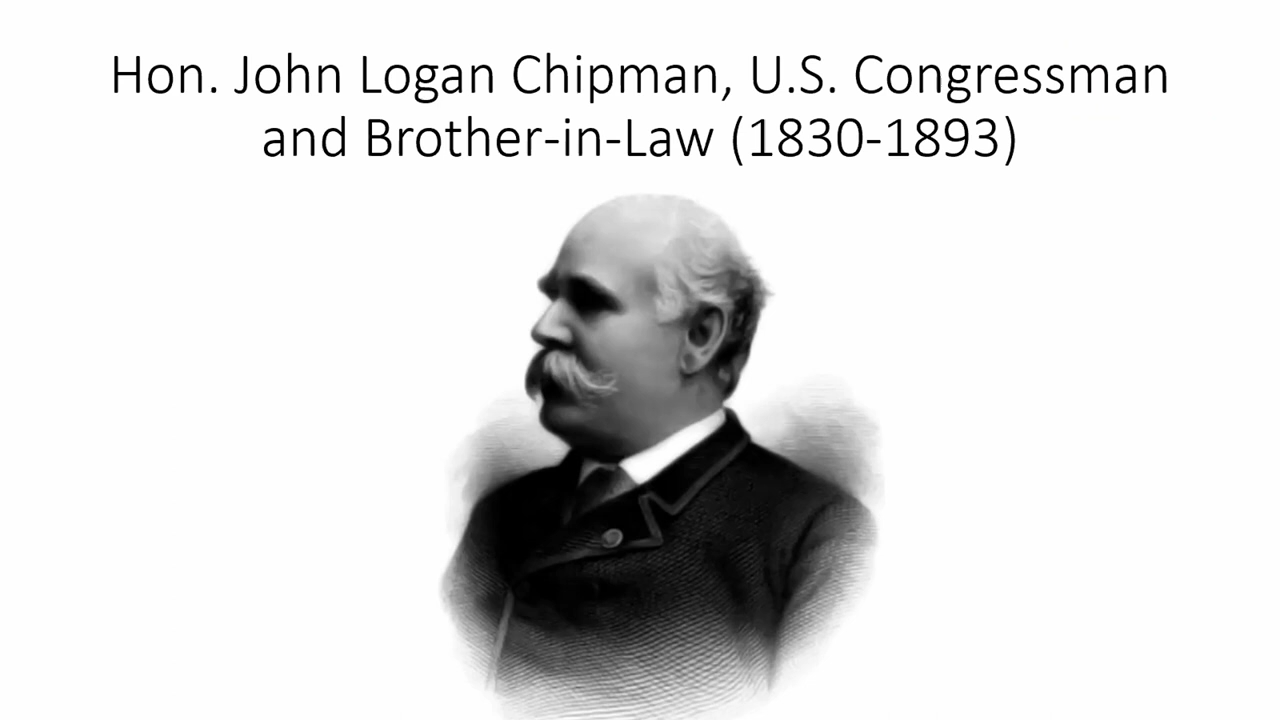 Hon. John Logan Chipman, U.S. Congressman
and Brother-in-Law (1830-1893)